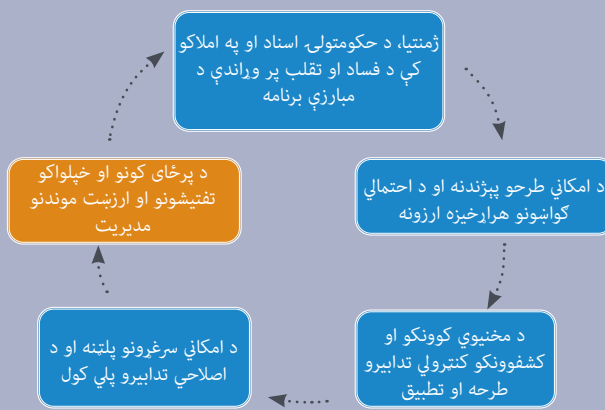 ژمنتیا، د حکومتولۍ اسناد او په املاکو
کې د فساد او تقلب پر وړاندې د
مبارزې برنامه
د امکاني طرحو پېژندنه او د احتمالي
ګواښونو هراړخیزه ارزونه
د مخنیوي کوونکو او
کشفوونکو کنټرولي تدابیرو
طرحه او تطبیق
د امکاني سرغړونو پلټنه او د
اصلاحي تدابیرو پلي کول
د پرځای کونو او خپلواکو
تفتیشونو او ارزښت موندنو
مدیریت